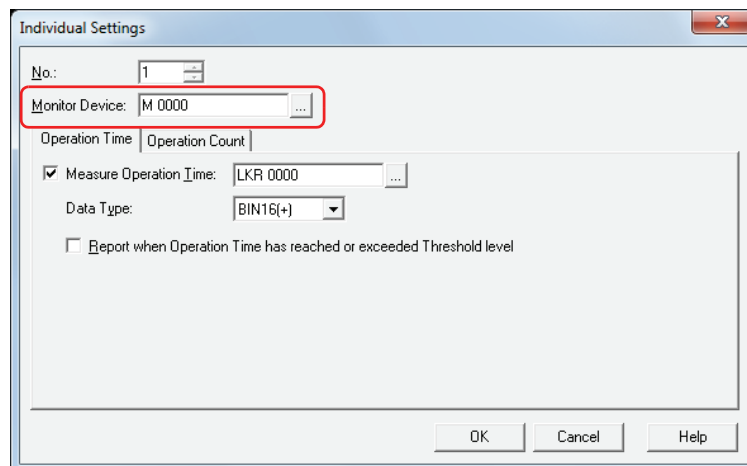 Individual Settings
No.: 1
Monitor Device: M 0000 ...
Operation Time Operation Count
Measure Operation Time: LKR 0000 ...
Data Type: BIN16(+)
Report when Operation Time has reached or exceeded Threshold level
OK Cancel Help